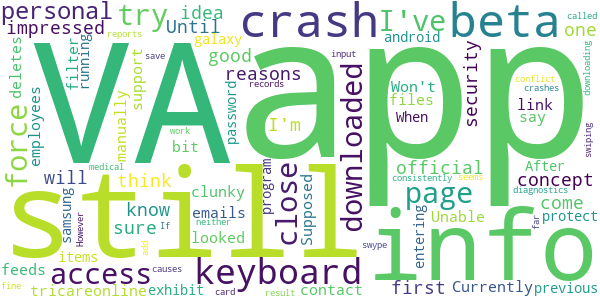 personal
try
idea
crash
I've
beta
impressed
Until
android
one
galaxy
reports
called
save
input
deletes
filter
running
VA
app
good
reasons
support
records
conflict
crashes
downloading
force
employees
manually
password
downloaded
security
Won't
files
When
link
say
I'm
bit
work
medical
official
After
swiping
will
think
still
close
program
page
concept
consistently
seems
samsung
However
know
sure
clunky
emails
looked
Supposed
Unable
info
come
If
neither
diagnostics
far
protect
feeds
items
add
access
keyboard
entering
swype
tricareonline
causes
exhibit
contact
first
Currently
previous
fine
card
result